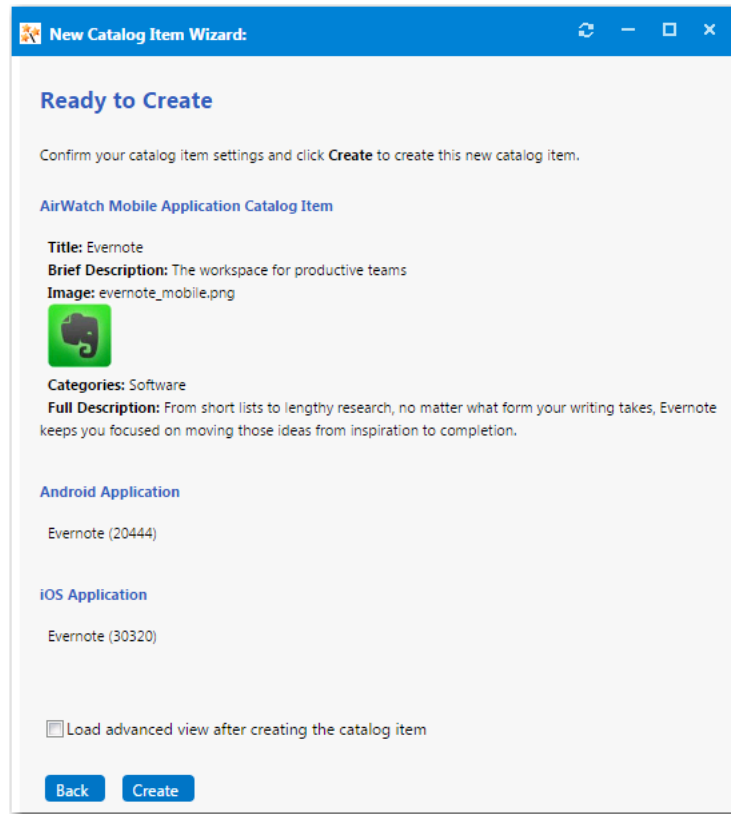 New Catalog Item Wizard:
Ready to Create
Confirm your catalog item settings and click Create to create this new catalog item.
AirWatch Mobile Application Catalog Item
Title: Evernote
Brief Description: The workspace for productive teams
Image: evernote_mobile.png
Categories: Software
Full Description: From short lists to lengthy research, no matter what form your writing takes, Evernote
keeps you focused on moving those ideas from inspiration to completion.
Android Application
Evernote (20444)
iOS Application
Evernote (30320)
Load advanced view after creating the catalog item
Back Create